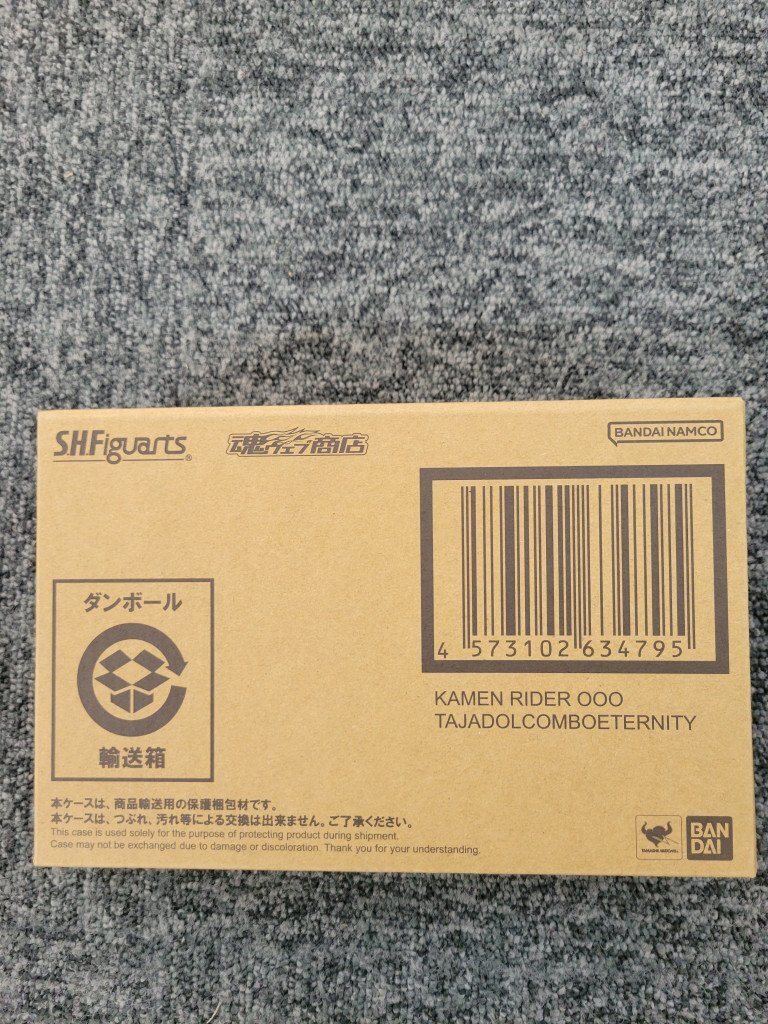 S.H.Figuarts®
魂ウェブ商店
BANDAI NAMCO
4 573102 634795
KAMEN RIDER OOO
TAJADOLCOMBOETERNITY
ダンボール
輸送箱
本ケースは、商品輸送用の保護梱包材です。
本ケースは、つぶれ、汚れ等による交換は出来ません。ご了承ください。
This case is used solely for the purpose of protecting product during shipment.
Case may not be exchanged due to damage or discoloration. Thank you for your understanding.
TAMASHII NATIONS
BAN
DAI